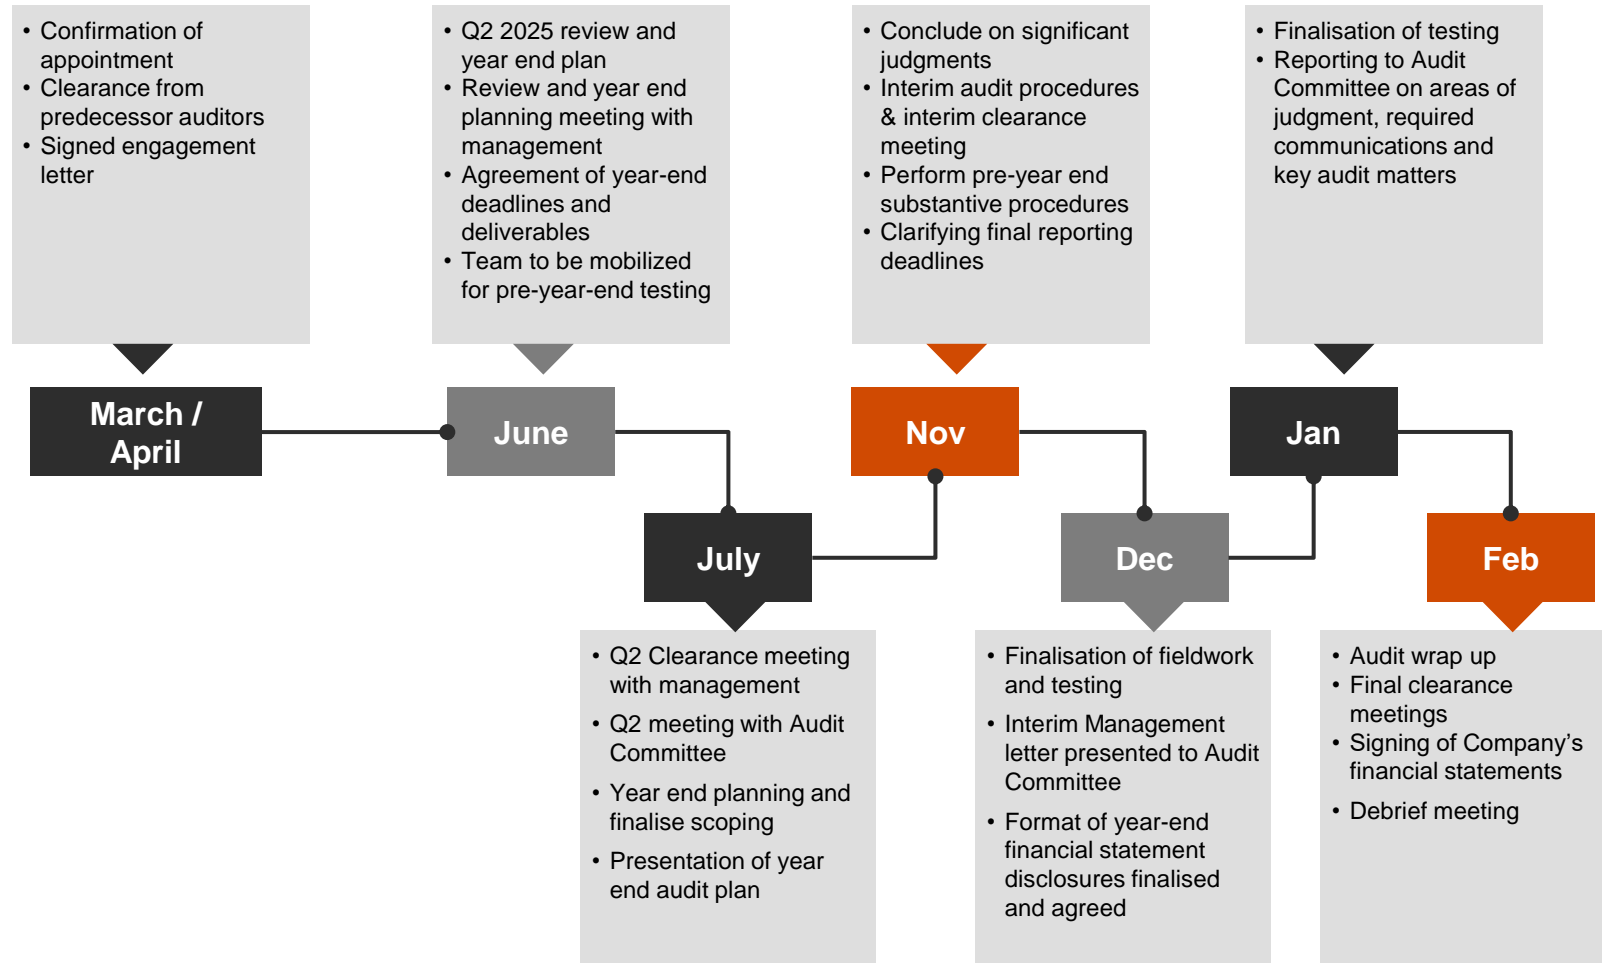 • Confirmation of
appointment
• Clearance from
predecessor auditors
• Signed engagement
letter
• Q2 2025 review and
year end plan
• Review and year end
planning meeting with
management
• Agreement of year-end
deadlines and
deliverables
• Team to be mobilized
for pre-year-end testing
• Conclude on significant
judgments
• Interim audit procedures
& interim clearance
meeting
• Perform pre-year end
substantive procedures
• Clarifying final reporting
deadlines
• Finalisation of testing
• Reporting to Audit
Committee on areas of
judgment, required
communications and
key audit matters
March /
April
June
Nov
Jan
July
Dec
Feb
• Q2 Clearance meeting
with management
• Q2 meeting with Audit
Committee
• Year end planning and
finalise scoping
• Presentation of year
end audit plan
• Finalisation of fieldwork
and testing
• Interim Management
letter presented to Audit
Committee
• Format of year-end
financial statement
disclosures finalised
and agreed
• Audit wrap up
• Final clearance
meetings
• Signing of Company’s
financial statements
• Debrief meeting